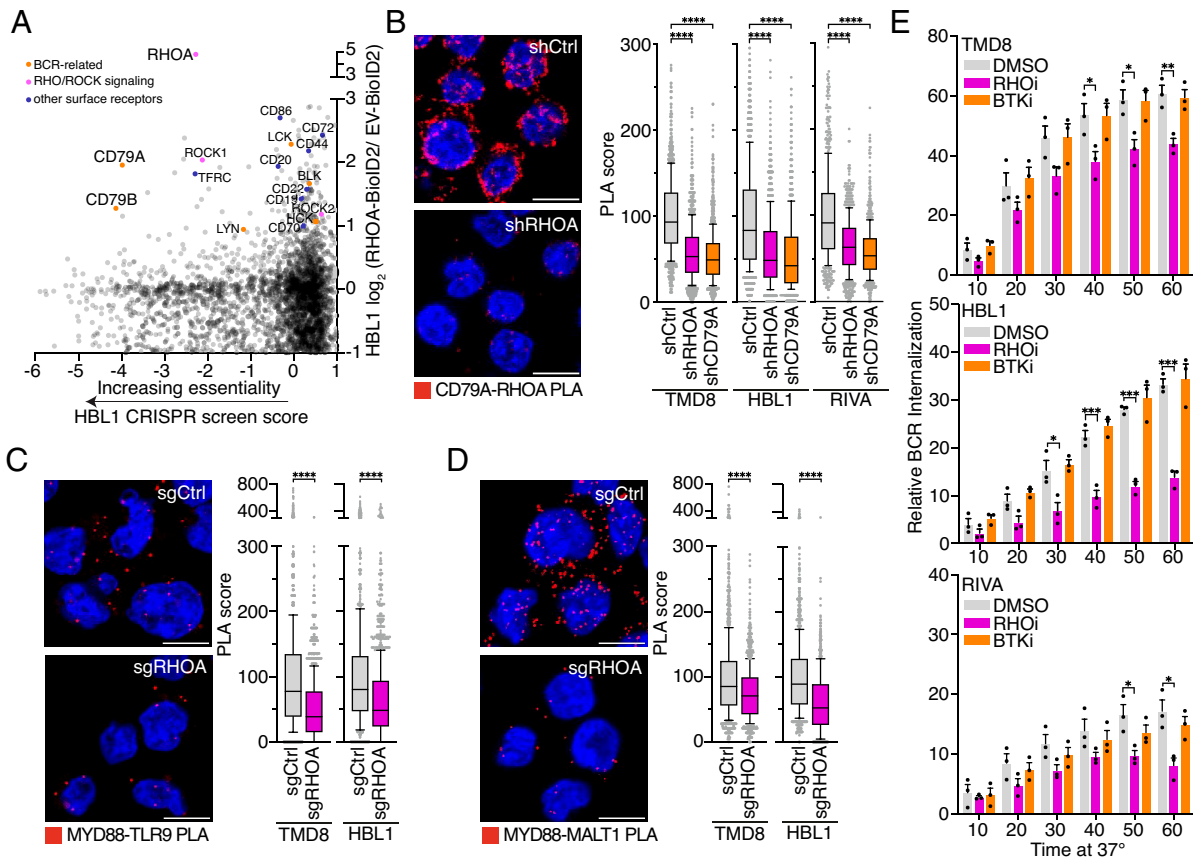 A
RHOA
BCR-related
RHO/ROCK signaling
other surface receptors
CD86
LCK
CD72
CD44
CD79A
ROCK1
CD20
TFRC
BLK
CD22
CD19
CD79B
ROCK2
HCK
LYN
CD70
5
4
3
3
2
1
0
-1
HBL1 log2 (RHOA-BioID2/ EV-BioID2)
-6 -5 -4 -3 -2 -1 0 1
Increasing essentiality
HBL1 CRISPR screen score
B
shCtrl
shRHOA
CD79A-RHOA PLA
PLA score
300
200
100
50
0
**** **** ****
**** **** ****
shCtrl shRHOA shCD79A shCtrl shRHOA shCD79A shCtrl shRHOA shCD79A
TMD8 HBL1 RIVA
C
sgCtrl
sgRHOA
MYD88-TLR9 PLA
PLA score
800
400
300
200
100
0
**** ****
sgCtrl sgRHOA sgCtrl sgRHOA
TMD8 HBL1
D
sgCtrl
sgRHOA
MYD88-MALT1 PLA
PLA score
800
400
300
200
100
0
**** ****
sgCtrl sgRHOA sgCtrl sgRHOA
TMD8 HBL1
E
TMD8
DMSO
RHOi
BTKi
80
60
40
20
0
* * **
10 20 30 40 50 60
HBL1
DMSO
RHOi
BTKi
50
40
30
20
10
0
* *** *** ***
10 20 30 40 50 60
Relative BCR Internalization
RIVA
DMSO
RHOi
BTKi
40
30
20
10
0
* *
10 20 30 40 50 60
Time at 37°